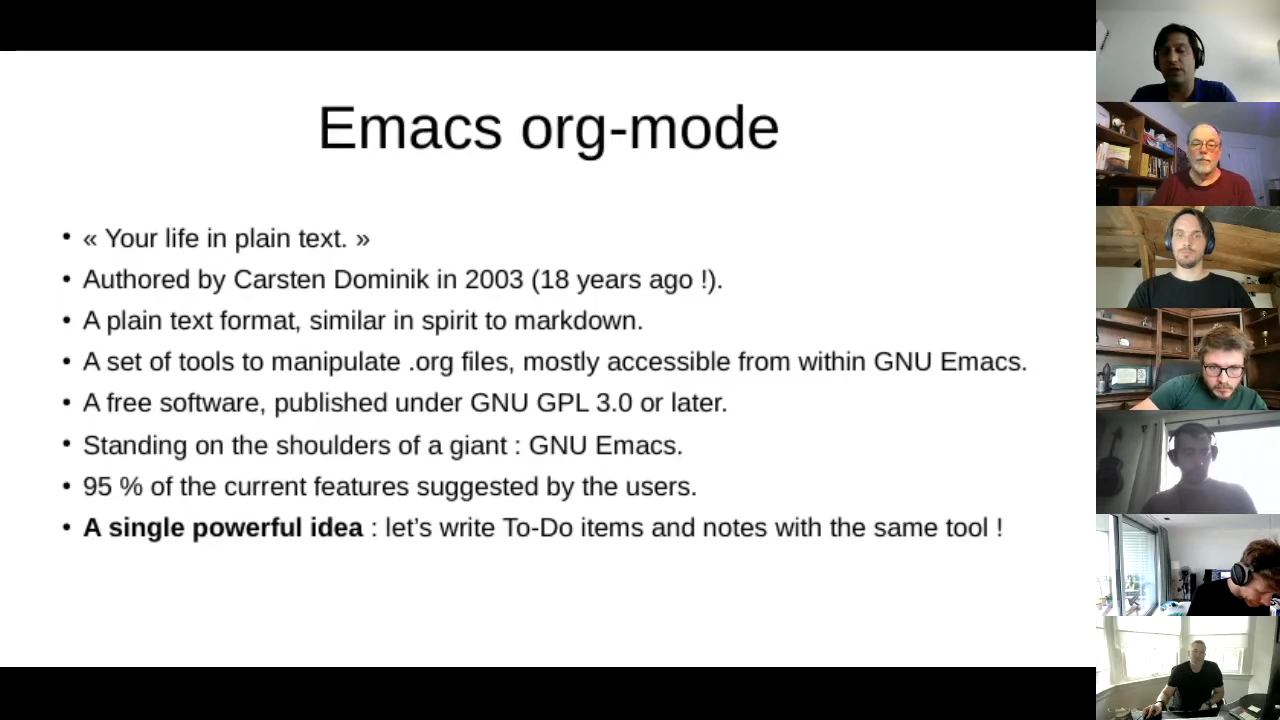 Emacs org-mode
• « Your life in plain text. »
• Authored by Carsten Dominik in 2003 (18 years ago !).
• A plain text format, similar in spirit to markdown.
• A set of tools to manipulate .org files, mostly accessible from within GNU Emacs.
• A free software, published under GNU GPL 3.0 or later.
• Standing on the shoulders of a giant : GNU Emacs.
• 95 % of the current features suggested by the users.
• A single powerful idea : let’s write To-Do items and notes with the same tool !